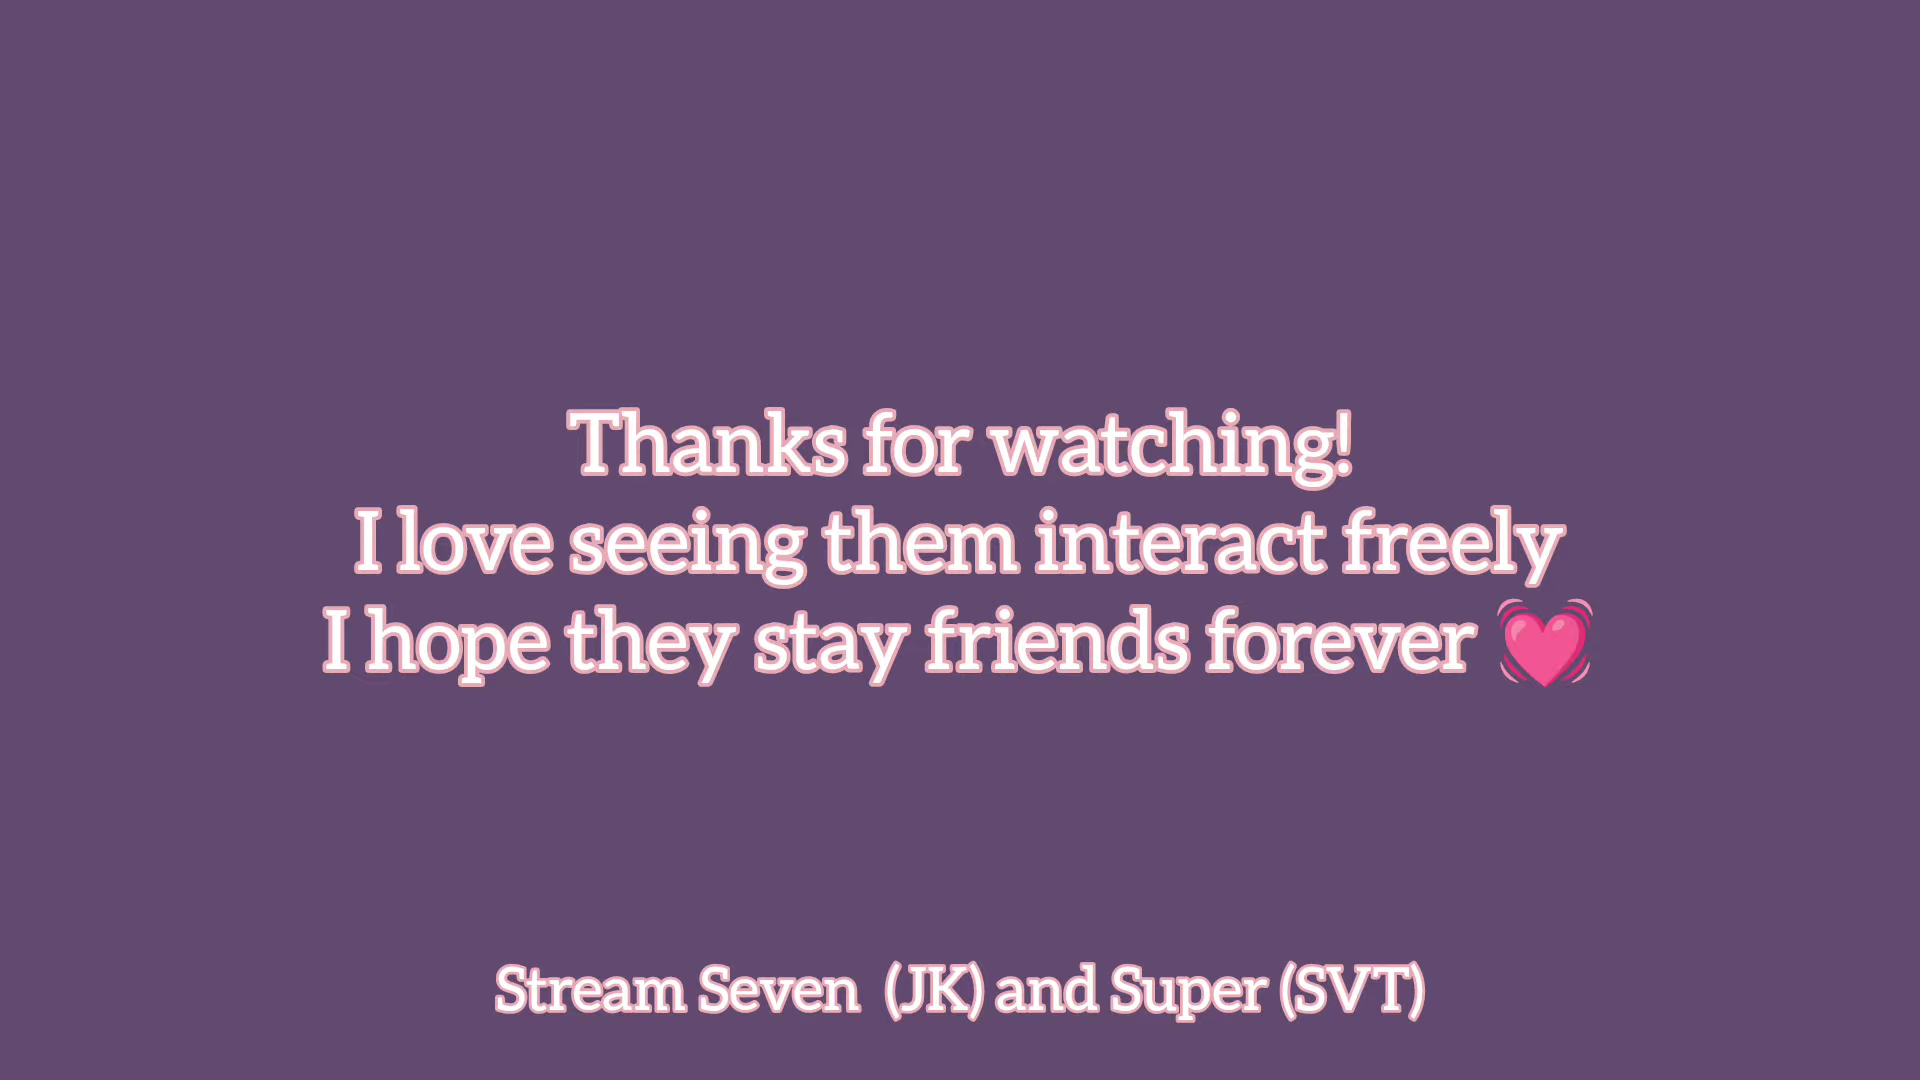 Thanks for watching!
I love seeing them interact freely
I hope they stay friends forever 💓
Stream Seven (JK) and Super (SVT)